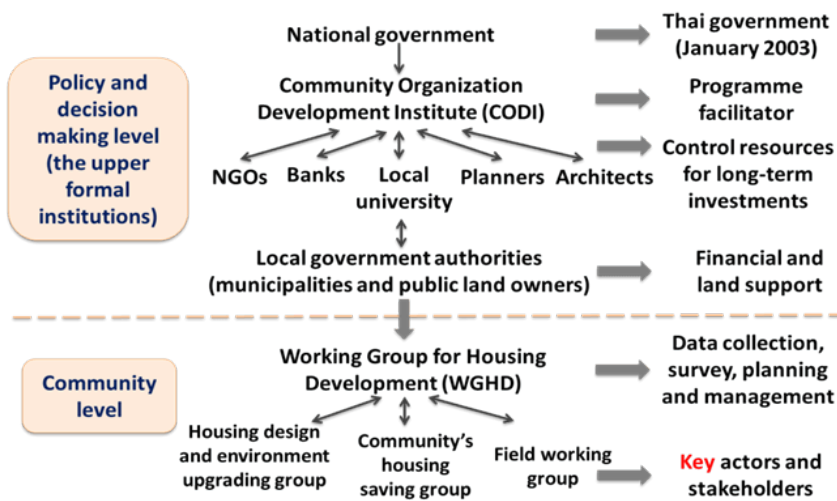 National government
Thai government
(January 2003)
Policy and
decision
making level
(the upper
formal
institutions)
Community Organization
Development Institute (CODI)
Programme
facilitator
NGOs
Banks
Local
university
Planners
Architects
Control resources
for long-term
investments
Local government authorities
(municipalities and public land owners)
Financial and
land support
Community
level
Working Group for Housing
Development (WGHD)
Data collection,
survey, planning
and management
Housing design
and environment
upgrading group
Community's
housing
saving group
Field working
group
Key actors and
stakeholders